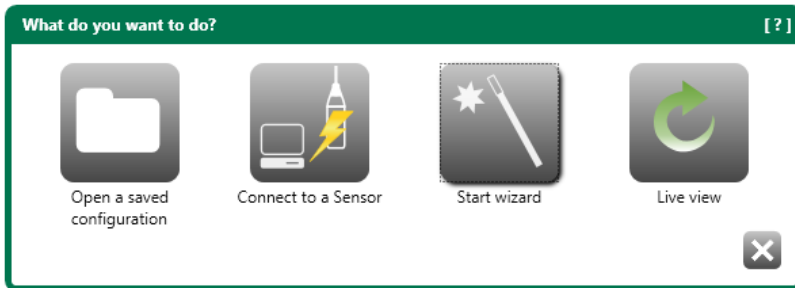 What do you want to do? [ ? ]
Open a saved
configuration
Connect to a Sensor
Start wizard
Live view